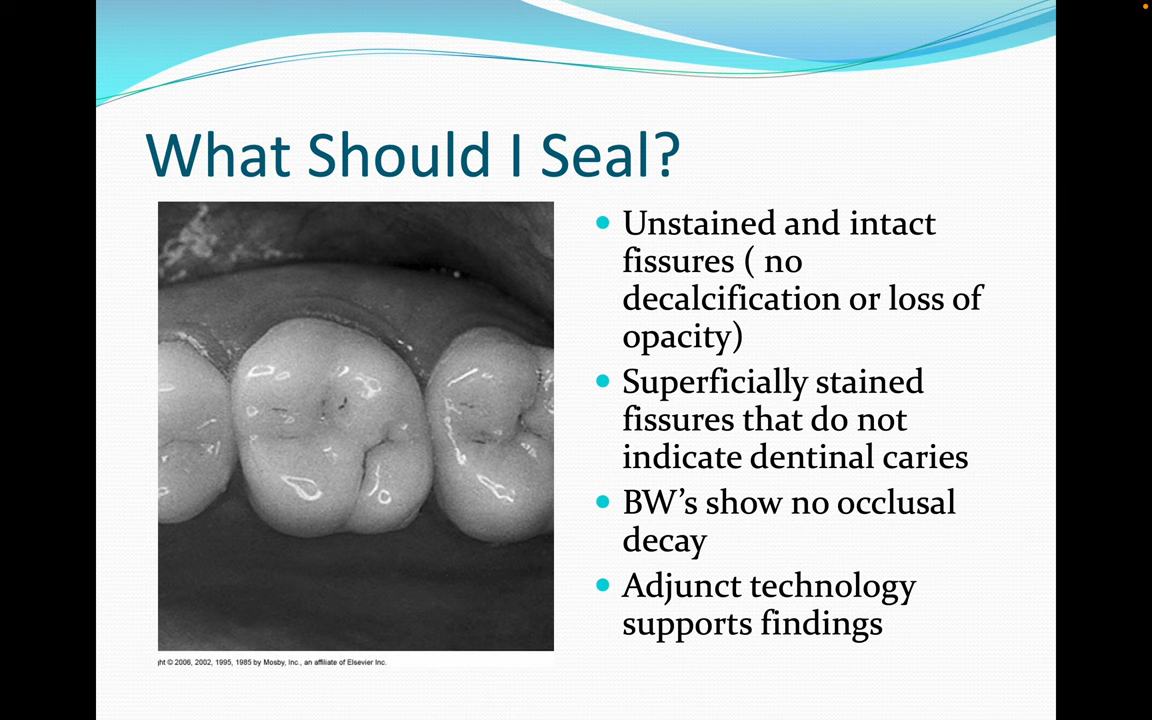 What Should I Seal?
• Unstained and intact
fissures ( no
decalcification or loss of
opacity)
• Superficially stained
fissures that do not
indicate dentinal caries
• BW’s show no occlusal
decay
• Adjunct technology
supports findings
ht © 2006, 2002, 1995, 1985 by Mosby, Inc., an affiliate of Elsevier Inc.